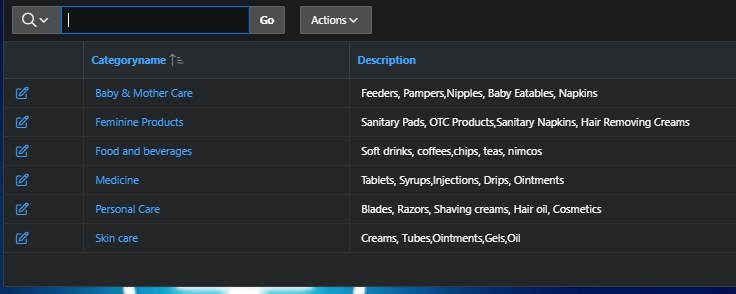 Go Actions
Categoryname Description
Baby & Mother Care Feeders, Pampers,Nipples, Baby Eatables, Napkins
Feminine Products Sanitary Pads, OTC Products,Sanitary Napkins, Hair Removing Creams
Food and beverages Soft drinks, coffees,chips, teas, nimcos
Medicine Tablets, Syrups,Injections, Drips, Ointments
Personal Care Blades, Razors, Shaving creams, Hair oil, Cosmetics
Skin care Creams, Tubes,Ointments,Gels,Oil